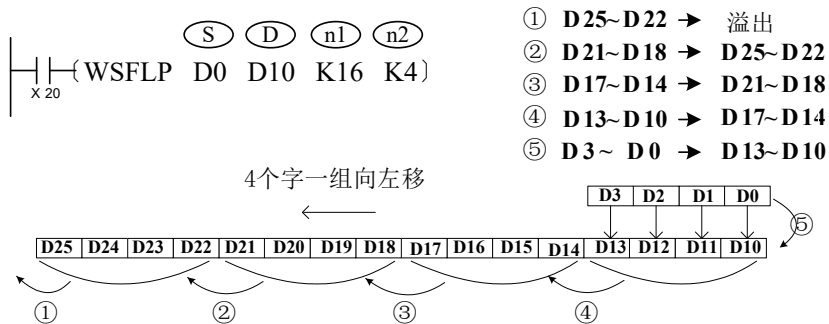 S D n1 n2
WSFLP D0 D10 K16 K4
X 20
① D25~D22 → 溢出
② D21~D18 → D25~D22
③ D17~D14 → D21~D18
④ D13~D10 → D17~D14
⑤ D3~ D0 → D13~D10
4个字一组向左移
D3 D2 D1 D0
⑤
D25 D24 D23 D22 D21 D20 D19 D18 D17 D16 D15 D14 D13 D12 D11 D10
① ② ③ ④